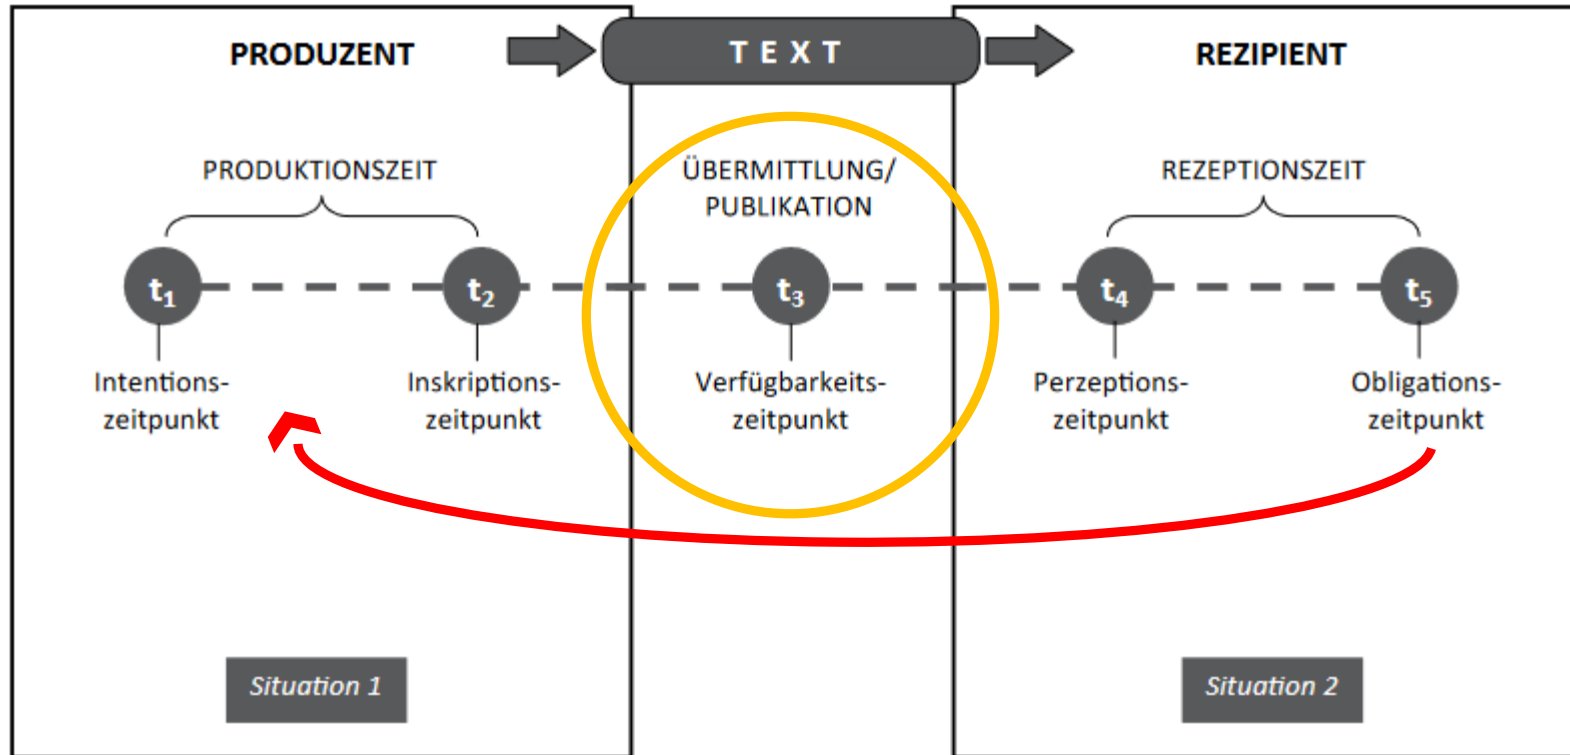 PRODUZENT
T E X T
REZIPIENT
PRODUKTIONSZEIT
ÜBERMITTLUNG/
PUBLIKATION
REZEPTIONSZEIT
t₁
t₂
t₃
t₄
t₅
Intentions-
zeitpunkt
Inskriptions-
zeitpunkt
Verfügbarkeits-
zeitpunkt
Perzeptions-
zeitpunkt
Obligations-
zeitpunkt
Situation 1
Situation 2